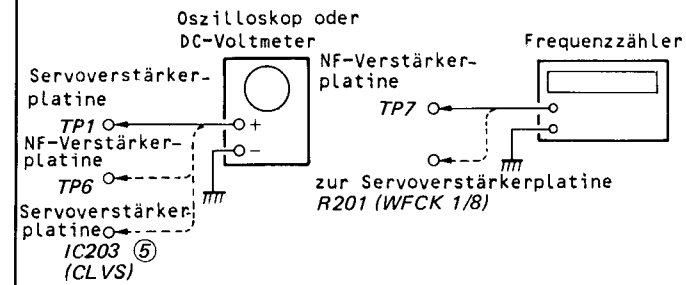 Oszilloskop oder
DC-Voltmeter
Servoverstärker-
platine
TP1
+
NF-Verstärker-
platine
TP6
-
Servoverstärker
platine
IC203 ⑤
(CLVS)
Frequenzzähler
NF-Verstärker-
platine
TP7
zur Servoverstärkerplatine
R201 (WFCK 1/8)